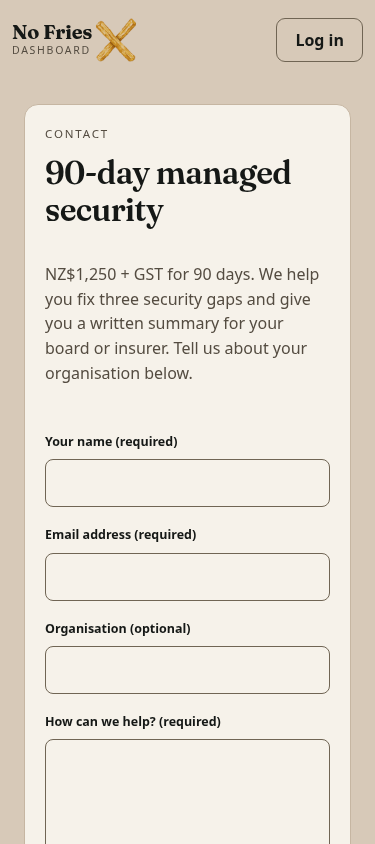 No Fries
DASHBOARD
Log in
CONTACT
90-day managed
security
NZ$1,250 + GST for 90 days. We help
you fix three security gaps and give
you a written summary for your
board or insurer. Tell us about your
organisation below.
Your name (required)
Email address (required)
Organisation (optional)
How can we help? (required)